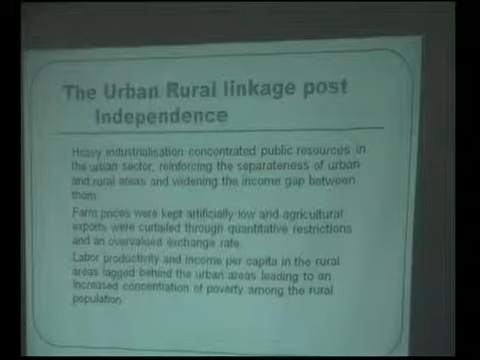 The Urban Rural linkage post
Independence
Heavy industrialisation concentrated public resources in
the urban sector, reinforcing the separateness of urban
and rural areas and widening the income gap between
them.
Farm prices were kept artificially low and agricultural
exports were curtailed through quantitative restrictions
and an overvalued exchange rate.
Labor productivity and income per capita in the rural
areas lagged behind the urban areas leading to an
increased concentration of poverty among the rural
population